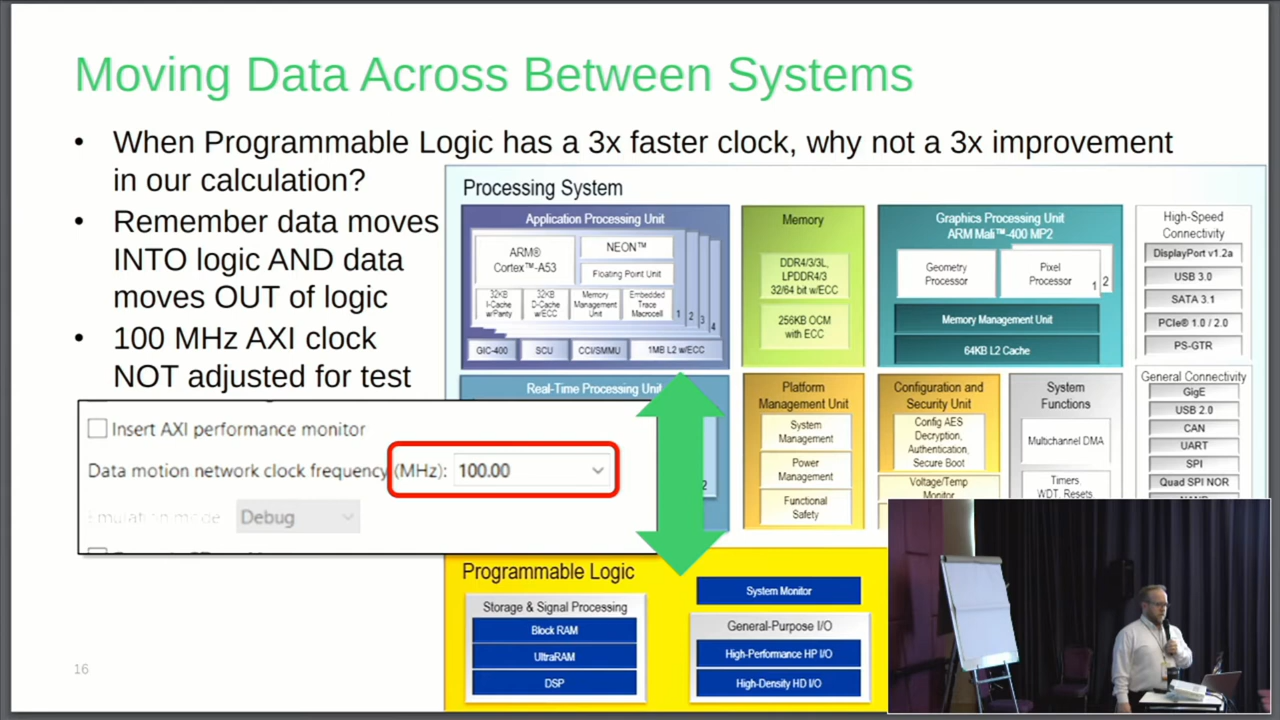 Moving Data Across Between Systems
• When Programmable Logic has a 3x faster clock, why not a 3x improvement
in our calculation?
• Remember data moves
INTO logic AND data
moves OUT of logic
• 100 MHz AXI clock
NOT adjusted for test
Insert AXI performance monitor
Data motion network clock frequency (MHz): 100.00
Emulation mode: Debug
Processing System
Application Processing Unit
ARM®
Cortex™-A53
NEON™
Floating Point Unit
32KB
I-Cache
w/Parity
32KB
D-Cache
w/ECC
Memory
Management
Unit
Embedded
Trace
Macrocell
1
2
3
4
GIC-400
SCU
CCI/SMMU
1MB L2 w/ECC
Memory
DDR4/3/3L,
LPDDR4/3
32/64 bit w/ECC
256KB OCM
with ECC
Graphics Processing Unit
ARM Mali™-400 MP2
Geometry
Processor
Pixel
Processor
1
2
Memory Management Unit
64KB L2 Cache
High-Speed
Connectivity
DisplayPort v1.2a
USB 3.0
SATA 3.1
PCIe® 1.0 / 2.0
PS-GTR
Real-Time Processing Unit
2
Platform
Management Unit
System
Management
Power
Management
Functional
Safety
Configuration and
Security Unit
Config AES
Decryption,
Authentication,
Secure Boot
Voltage/Temp
Monitor
System
Functions
Multichannel DMA
Timers,
WDT, Resets,
General Connectivity
GigE
USB 2.0
CAN
UART
SPI
Quad SPI NOR
Programmable Logic
Storage & Signal Processing
Block RAM
UltraRAM
DSP
System Monitor
General-Purpose I/O
High-Performance HP I/O
High-Density HD I/O
16